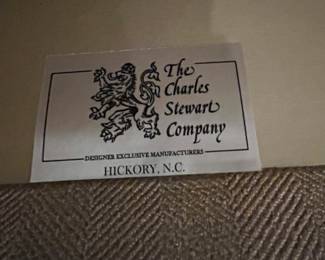 The
Charles
Stewart
Company
DESIGNER EXCLUSIVE MANUFACTURERS
HICKORY, N.C.